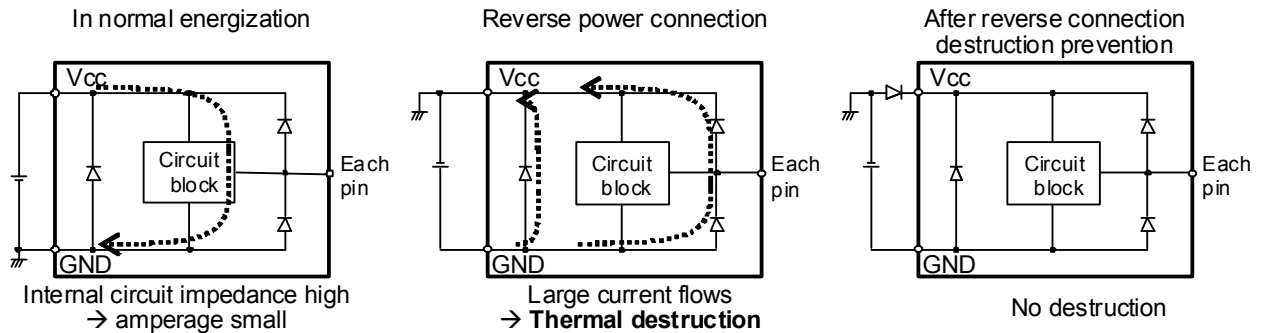 In normal energization
Vcc
Circuit
block
Each
pin
GND
Internal circuit impedance high
→ amperage small
Reverse power connection
Vcc
Circuit
block
Each
pin
GND
Large current flows
→ Thermal destruction
After reverse connection
destruction prevention
Vcc
Circuit
block
Each
pin
GND
No destruction